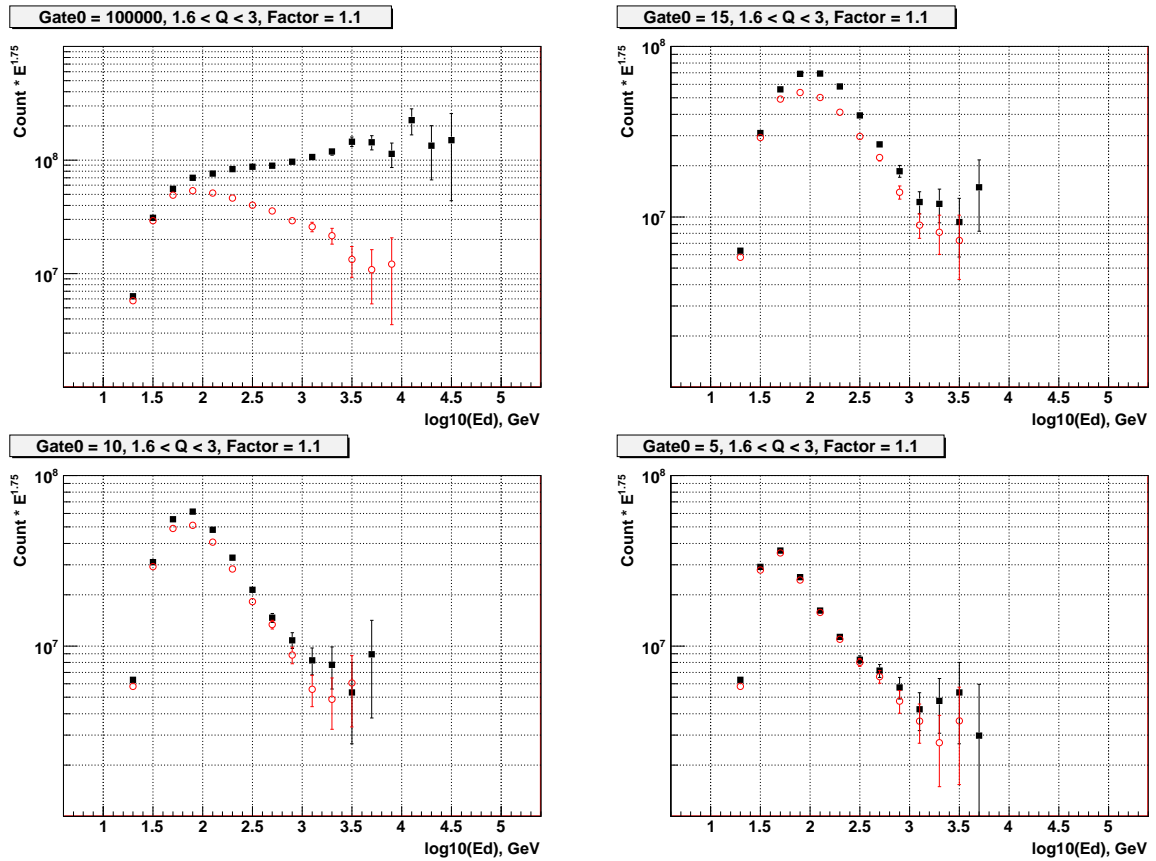 Gate0 = 100000, 1.6 < Q < 3, Factor = 1.1
Count * E^1.75
10^8
10^7
1 1.5 2 2.5 3 3.5 4 4.5 5
log10(Ed), GeV
Gate0 = 15, 1.6 < Q < 3, Factor = 1.1
Count * E^1.75
10^8
10^7
1 1.5 2 2.5 3 3.5 4 4.5 5
log10(Ed), GeV
Gate0 = 10, 1.6 < Q < 3, Factor = 1.1
Count * E^1.75
10^8
10^7
1 1.5 2 2.5 3 3.5 4 4.5 5
log10(Ed), GeV
Gate0 = 5, 1.6 < Q < 3, Factor = 1.1
Count * E^1.75
10^8
10^7
1 1.5 2 2.5 3 3.5 4 4.5 5
log10(Ed), GeV